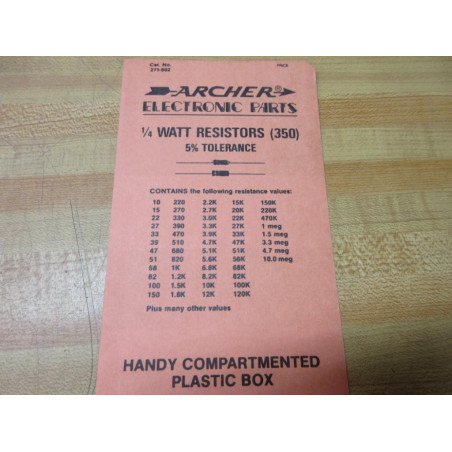 Cat. No.
271-802
PACK
ARCHER®
ELECTRONIC PARTS
1/4 WATT RESISTORS (350)
5% TOLERANCE
CONTAINS the following resistance values:
10 220 2.2K 15K 150K
15 270 2.7K 20K 220K
22 330 3.0K 22K 470K
27 390 3.3K 27K 1 meg
33 470 3.9K 33K 1.5 meg
39 510 4.7K 47K 3.3 meg
47 680 5.1K 51K 4.7 meg
51 820 5.6K 56K 10.0 meg
68 1K 6.8K 68K
82 1.2K 8.2K 82K
100 1.5K 10K 100K
150 1.8K 12K 120K
Plus many other values
HANDY COMPARTMENTED
PLASTIC BOX